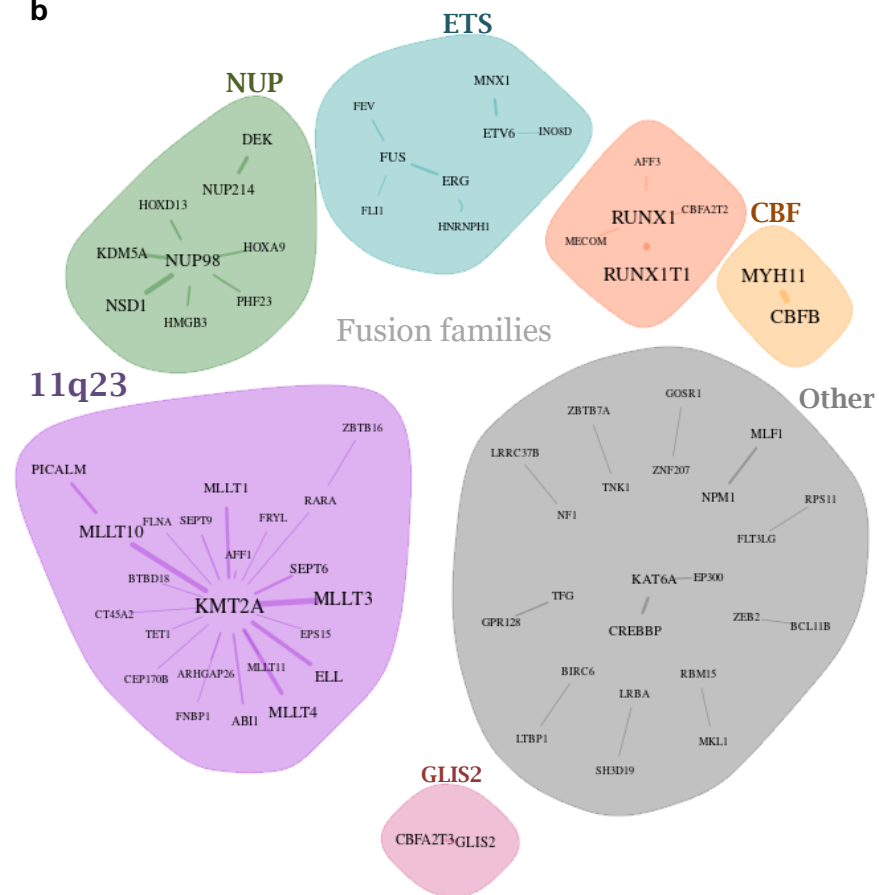 b
ETS
NUP
MNX1
FEV
ETV6
INO8D
DEK
FUS
AFF3
ERG
NUP214
HOXD13
FLI1
HNRNPH1
RUNX1
CBFA2T2
CBF
MECOM
KDM5A
NUP98
HOXA9
RUNX1T1
MYH11
NSD1
PHF23
HMGB3
CBFB
Fusion families
11q23
Other
GOSR1
ZBTB7A
ZBTB16
MLF1
LRRC37B
PICALM
ZNF207
MLLT1
TNK1
NPM1
RARA
RPS11
NF1
MLLT10
FLNA
SEPT9
FRYL
FLT3LG
AFF1
SEPT6
BTBD18
KAT6A
EP300
KMT2A
MLLT3
TFG
CT45A2
GPR128
ZEB2
BCL11B
TET1
EPS15
CREBBP
CEP170B
ARHGAP26
MLLT11
ELL
BIRC6
RBM15
LRBA
FNBP1
ABI1
MLLT4
LTBP1
MKL1
SH3D19
GLIS2
CBFA2T3
GLIS2